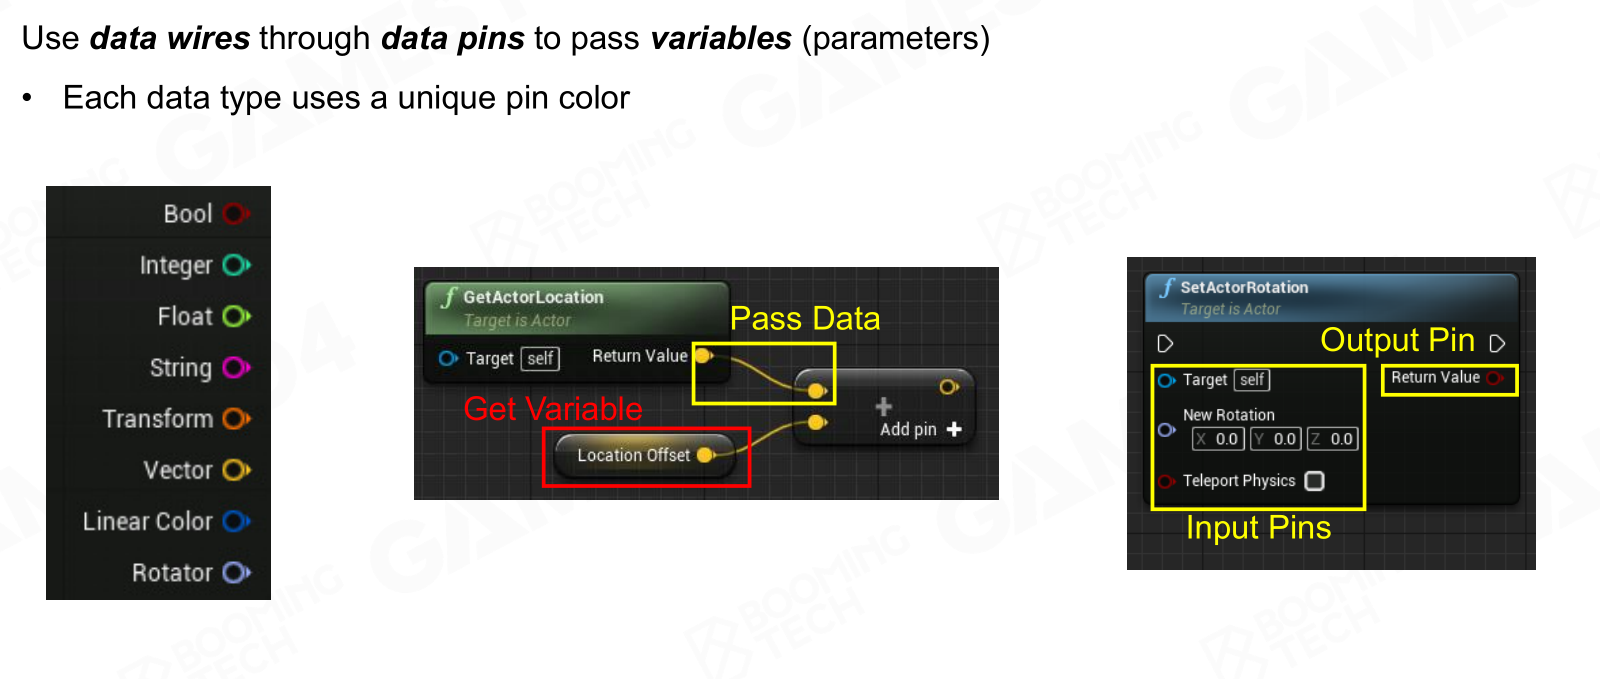 Use data wires through data pins to pass variables (parameters)
• Each data type uses a unique pin color
Bool
Integer
Float
String
Transform
Vector
Linear Color
Rotator
f GetActorLocation
Target is Actor
Target self
Return Value
Pass Data
Get Variable
Location Offset
Add pin +
f SetActorRotation
Target is Actor
Output Pin
Target self
Return Value
New Rotation
X 0.0 Y 0.0 Z 0.0
Teleport Physics
Input Pins
BOOMING
TECH
GAMES104